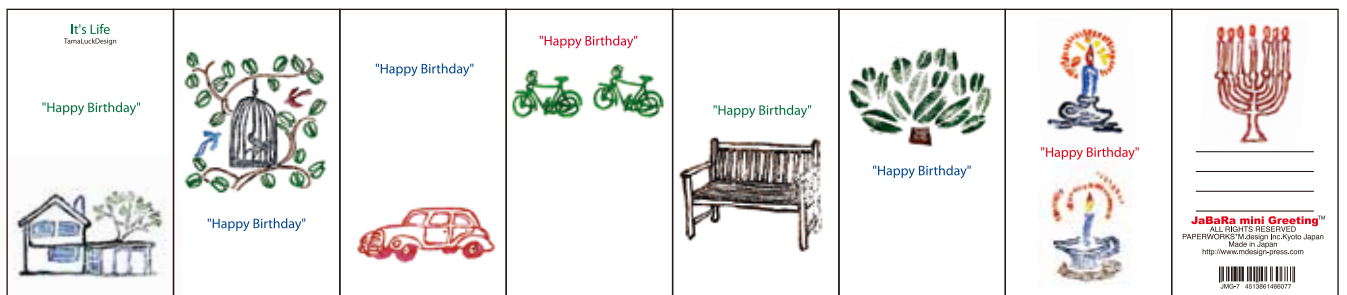 It's Life
TamaLuckDesign
"Happy Birthday"
"Happy Birthday"
"Happy Birthday"
"Happy Birthday"
"Happy Birthday"
"Happy Birthday"
"Happy Birthday"
JaBaRa mini Greeting™
ALL RIGHTS RESERVED
PAPERWORKS*M.design Inc.Kyoto Japan
Made in Japan
http://www.mdesign-press.com
JMG-7 4513861466077